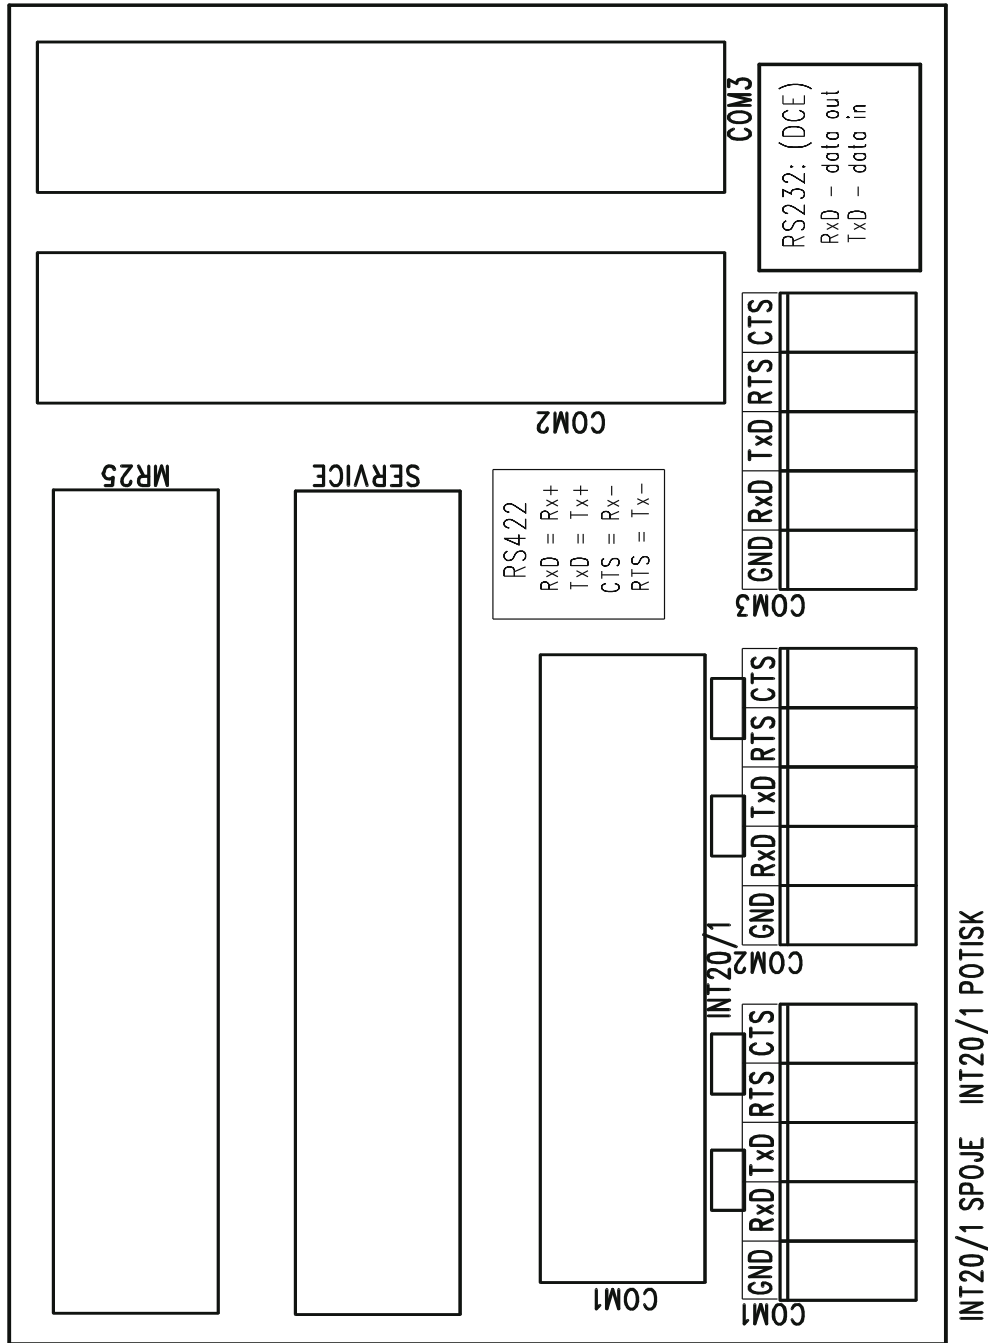 COM3
RS232: (DCE)
RxD - data out
TxD - data in
COM2
MR25
SERVICE
RS422
RxD = Rx+
TxD = Tx+
CTS = Rx-
RTS = Tx-
COM1
INT20/1
GND RxD TxD RTS CTS
COM1
GND RxD TxD RTS CTS
COM2
GND RxD TxD RTS CTS
COM3
INT20/1 SPOJE INT20/1 POTISK